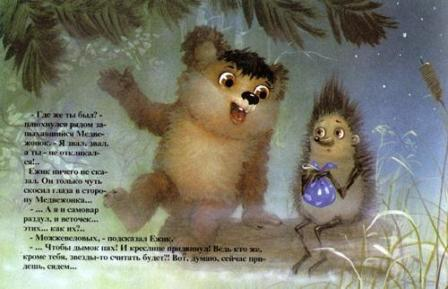 - Где же ты был? -
плюхнулся рядом за-
пыхавшийся Медве-
жонок. - Я звал, звал,
а ты - не откликал-
ся!..
Ежик ничего не ска-
зал. Он только чуть
скосил глаза в сторо-
ну Медвежонка...
- ... А я и самовар
раздул, и веточек...
этих... как их?..
- Можжевеловых, - подсказал Ежик.
- ... Чтобы дымок пах! И креслице придвинул! Ведь кто же,
кроме тебя, звезды-то считать будет?! Вот, думаю, сейчас при-
дешь, сядем...